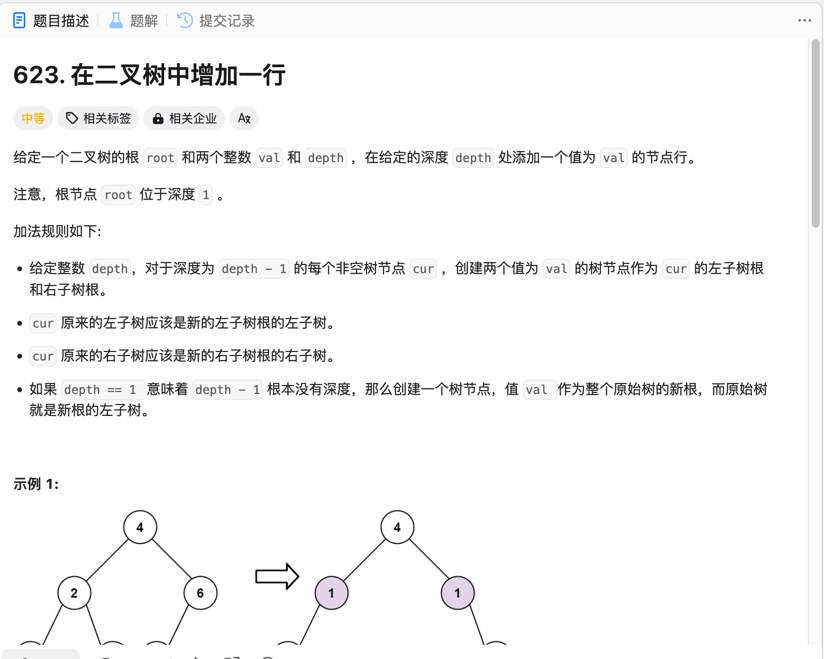 题目描述 题解 提交记录
623. 在二叉树中增加一行
中等 相关标签 相关企业 Ax
给定一个二叉树的根 root 和两个整数 val 和 depth ，在给定的深度 depth 处添加一个值为 val 的节点行。
注意，根节点 root 位于深度 1 。
加法规则如下:
给定整数 depth，对于深度为 depth - 1 的每个非空树节点 cur ，创建两个值为 val 的树节点作为 cur 的左子树根
和右子树根。
cur 原来的左子树应该是新的左子树根的左子树。
cur 原来的右子树应该是新的右子树根的右子树。
如果 depth == 1 意味着 depth - 1 根本没有深度，那么创建一个树节点，值 val 作为整个原始树的新根，而原始树
就是新根的左子树。
示例 1:
4 4
2 6 1 1